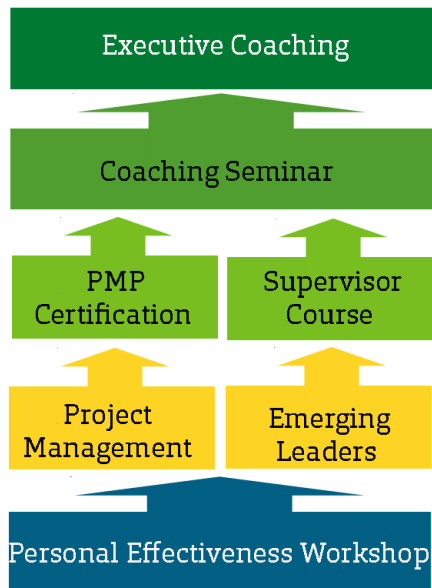 Executive Coaching
Coaching Seminar
PMP
Certification
Supervisor
Course
Project
Management
Emerging
Leaders
Personal Effectiveness Workshop